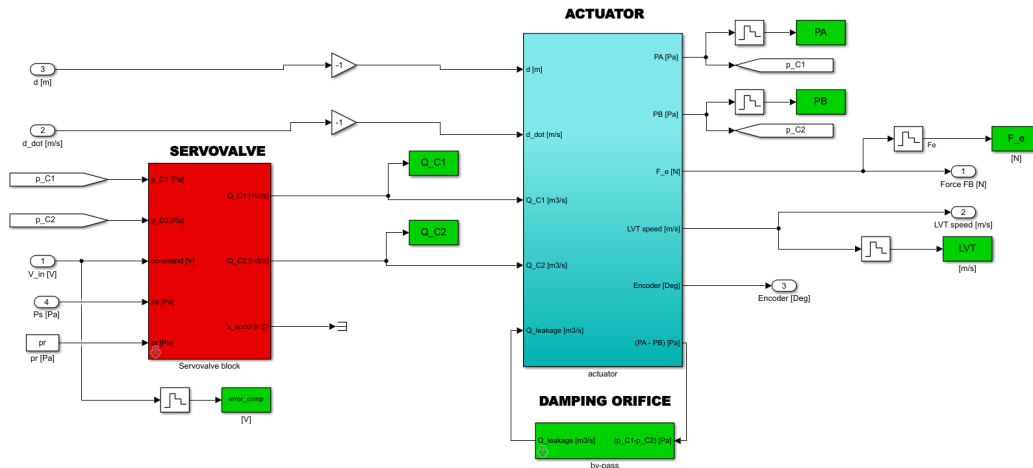 ACTUATOR
PA
PA [Pa]
p_C1
3
-1
d [m]
d [m]
PB
PB [Pa]
p_C2
2
-1
d_dot [m/s]
d_dot [m/s]
F_e
Fe
[N]
SERVOVALVE
Q_C1
p_C1
p_C1 [Pa]
F_e [N]
1
Force FB [N]
Q_C1 [m3/s]
Q_C1 [m3/s]
2
LVT speed [m/s]
p_C2
p_C2 [Pa]
Q_C2
LVT speed [m/s]
LVT
[m/s]
1
V_in [V]
command [V]
Q_C2 [m3/s]
Q_C2 [m3/s]
Encoder [Deg]
3
Encoder [Deg]
4
Ps [Pa]
ps [Pa]
x_spool [m]1
Q_leakage [m3/s]
(PA - PB) [Pa]
pr
pr [Pa]
pr [Pa]
Servovalve block
actuator
error_comp
[V]
DAMPING ORIFICE
Q_leakage [m3/s]
(p_C1-p_C2) [Pa]
by-pass